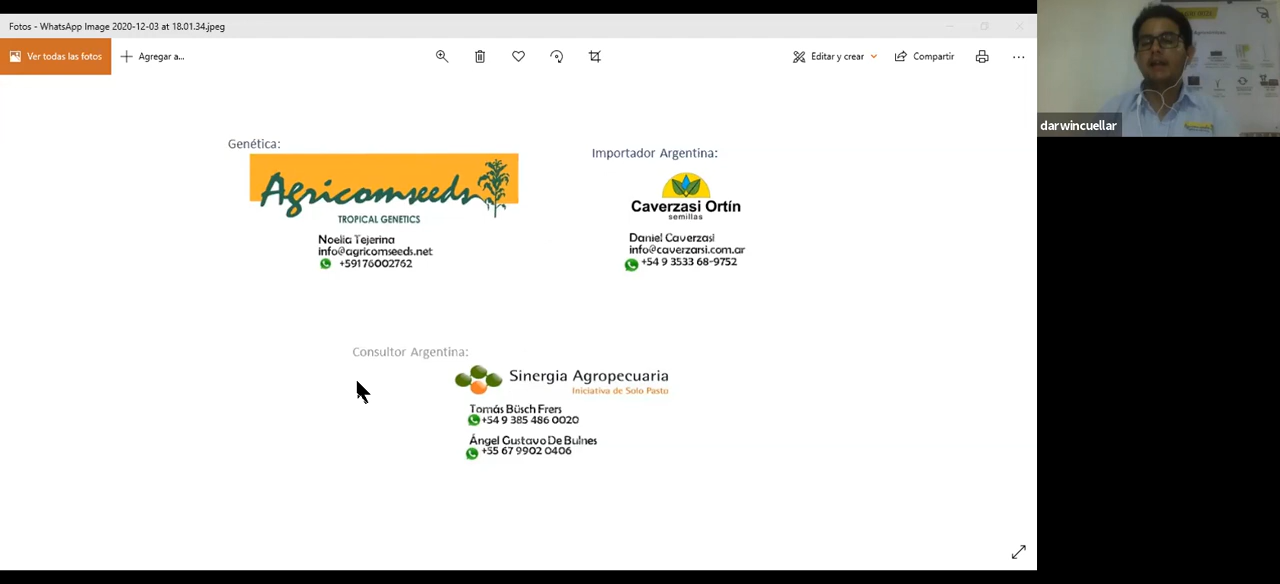 Fotos - WhatsApp Image 2020-12-03 at 18.01.34.jpeg
Ver todas las fotos
Agregar a...
Editar y crear
Compartir
darwincuellar
Genética:
Agricomseeds
TROPICAL GENETICS
Noelia Tejerina
info@agricomseeds.net
+59176002762
Importador Argentina:
Caverzasi Ortín
semillas
Daniel Caverzasi
info@caverzarsi.com.ar
+54 9 3533 68-9752
Consultor Argentina:
Sinergia Agropecuaria
Iniciativa de Solo Pasto
Tomás Büsch Frers
+54 9 385 486 0020
Ángel Gustavo De Bulnes
+55 67 9902 0406